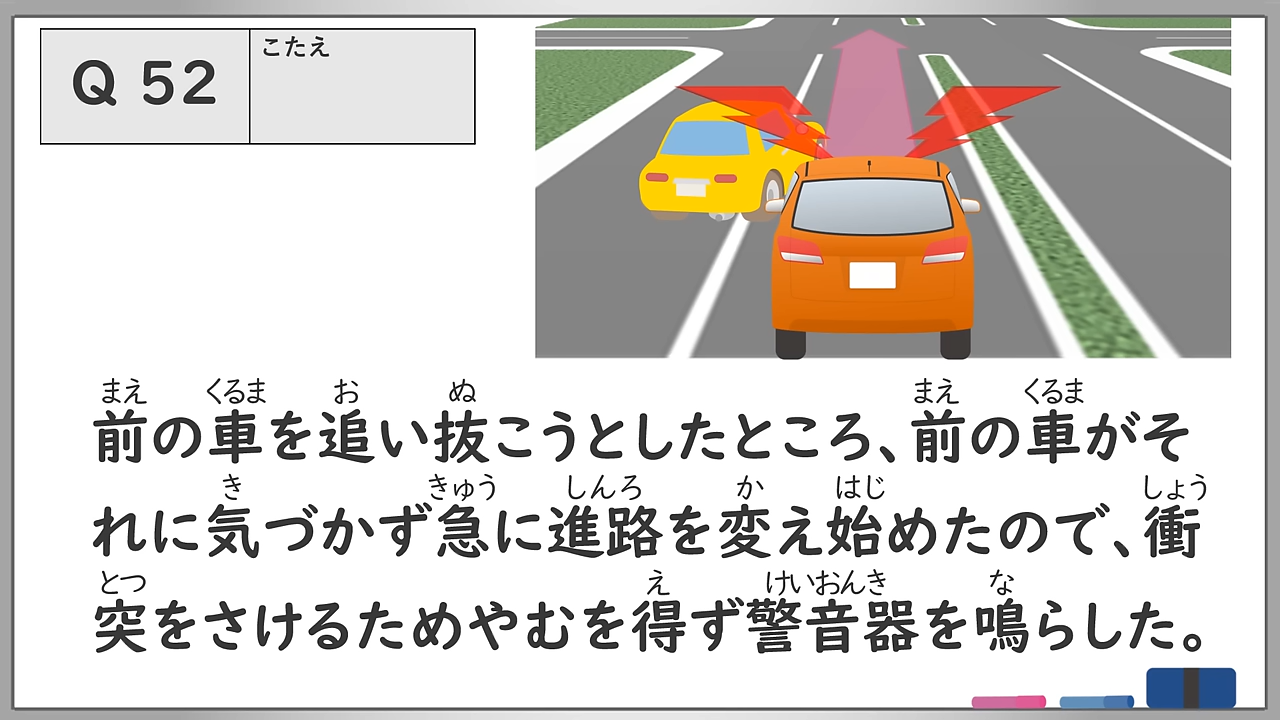 Q 52
こたえ
まえ くるま お ぬ まえ くるま
前の車を追い抜こうとしたところ、前の車がそ
き きゅう しんろ か はじ しょう
れに気づかず急に進路を変え始めたので、衝
とつ え けいおんき な
突をさけるためやむを得ず警音器を鳴らした。